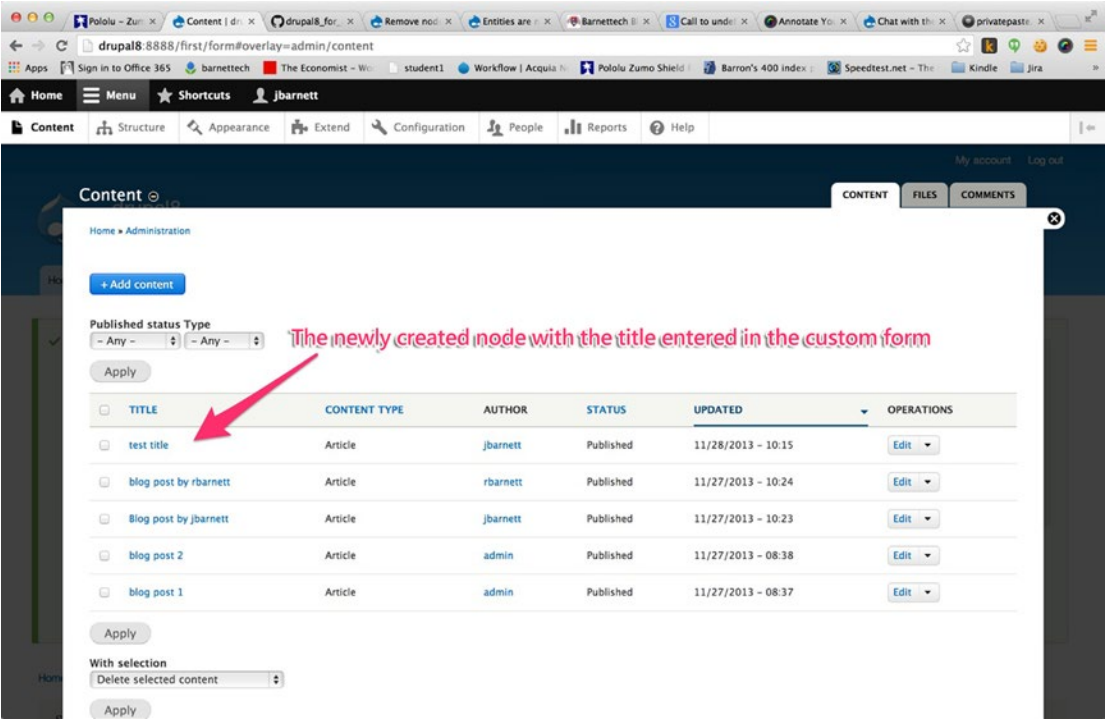 Pololu - Zum
Content | dr
drupal8_for_
Remove nod
Entities are n
Barnettech B
Call to undef
Annotate You
Chat with the
privatepaste.
drupal8:8888/first/form#overlay=admin/content
Apps Sign in to Office 365 barnettech The Economist - Wo student1 Workflow | Acquia N Pololu Zumo Shield Barron's 400 index Speedtest.net - The Kindle Jira »
Home Menu Shortcuts jbarnett
Content Structure Appearance Extend Configuration People Reports Help
My account Log out
Content CONTENT FILES COMMENTS
Home » Administration
+ Add content
Published status Type
- Any - - Any -
The newly created node with the title entered in the custom form
Apply
TITLE CONTENT TYPE AUTHOR STATUS UPDATED OPERATIONS
test title Article jbarnett Published 11/28/2013 - 10:15 Edit
blog post by rbarnett Article rbarnett Published 11/27/2013 - 10:24 Edit
Blog post by jbarnett Article jbarnett Published 11/27/2013 - 10:23 Edit
blog post 2 Article admin Published 11/27/2013 - 08:38 Edit
blog post 1 Article admin Published 11/27/2013 - 08:37 Edit
Apply
With selection
Delete selected content
Apply